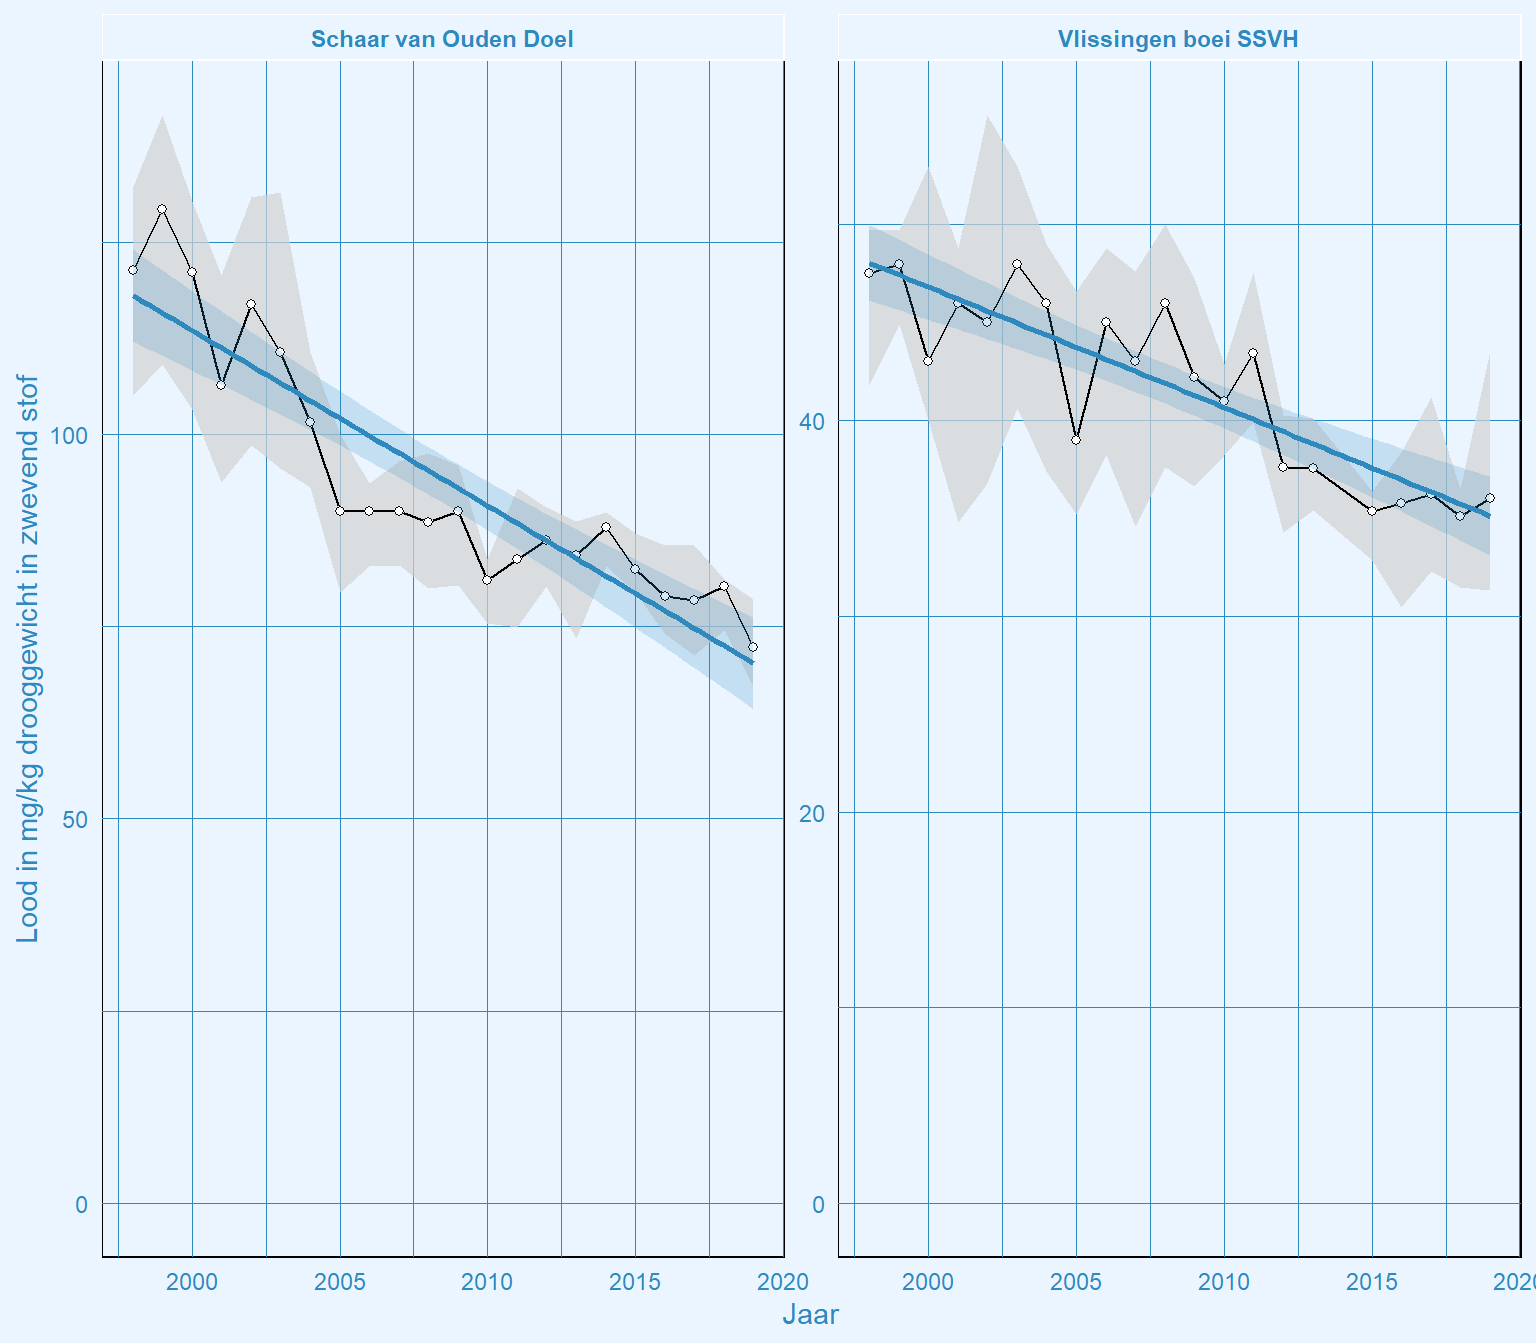 Schaar van Ouden Doel
Vlissingen boei SSVH
Lood in mg/kg drooggewicht in zwevend stof
100
50
0
40
20
0
2000 2005 2010 2015 2020
2000 2005 2010 2015 2020
Jaar